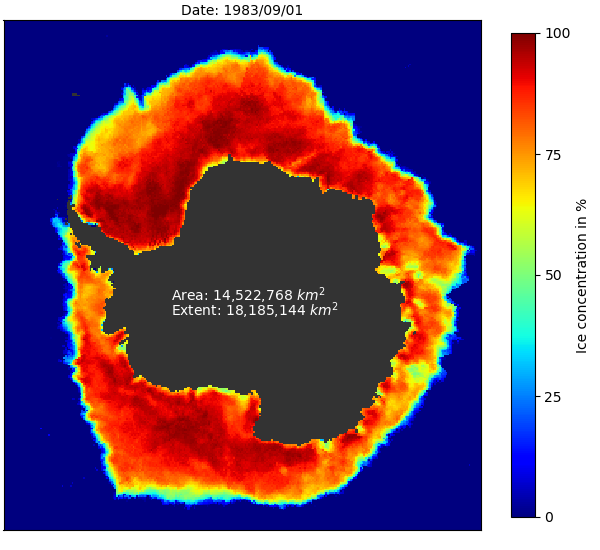 Date: 1983/09/01
Area: 14,522,768 km²
Extent: 18,185,144 km²
100
75
50
25
0
Ice concentration in %